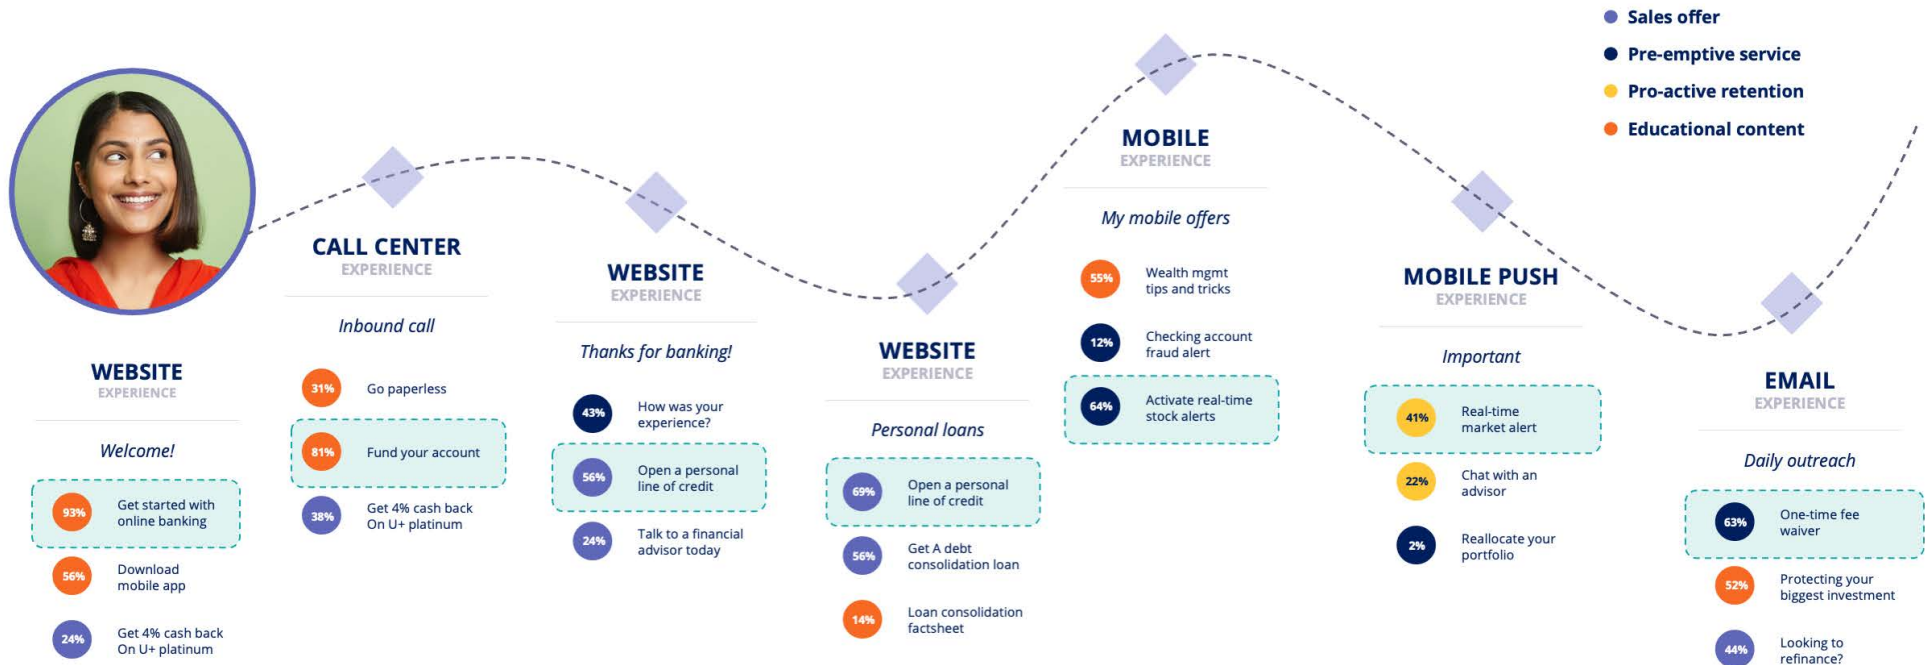 Sales offer
Pre-emptive service
Pro-active retention
Educational content
WEBSITE
EXPERIENCE
Welcome!
93%
Get started with
online banking
56%
Download
mobile app
24%
Get 4% cash back
On U+ platinum
CALL CENTER
EXPERIENCE
Inbound call
31%
Go paperless
81%
Fund your account
38%
Get 4% cash back
On U+ platinum
WEBSITE
EXPERIENCE
Thanks for banking!
43%
How was your
experience?
56%
Open a personal
line of credit
24%
Talk to a financial
advisor today
WEBSITE
EXPERIENCE
Personal loans
69%
Open a personal
line of credit
56%
Get A debt
consolidation loan
14%
Loan consolidation
factsheet
MOBILE
EXPERIENCE
My mobile offers
55%
Wealth mgmt
tips and tricks
12%
Checking account
fraud alert
64%
Activate real-time
stock alerts
MOBILE PUSH
EXPERIENCE
Important
41%
Real-time
market alert
22%
Chat with an
advisor
2%
Reallocate your
portfolio
EMAIL
EXPERIENCE
Daily outreach
63%
One-time fee
waiver
52%
Protecting your
biggest investment
44%
Looking to
refinance?